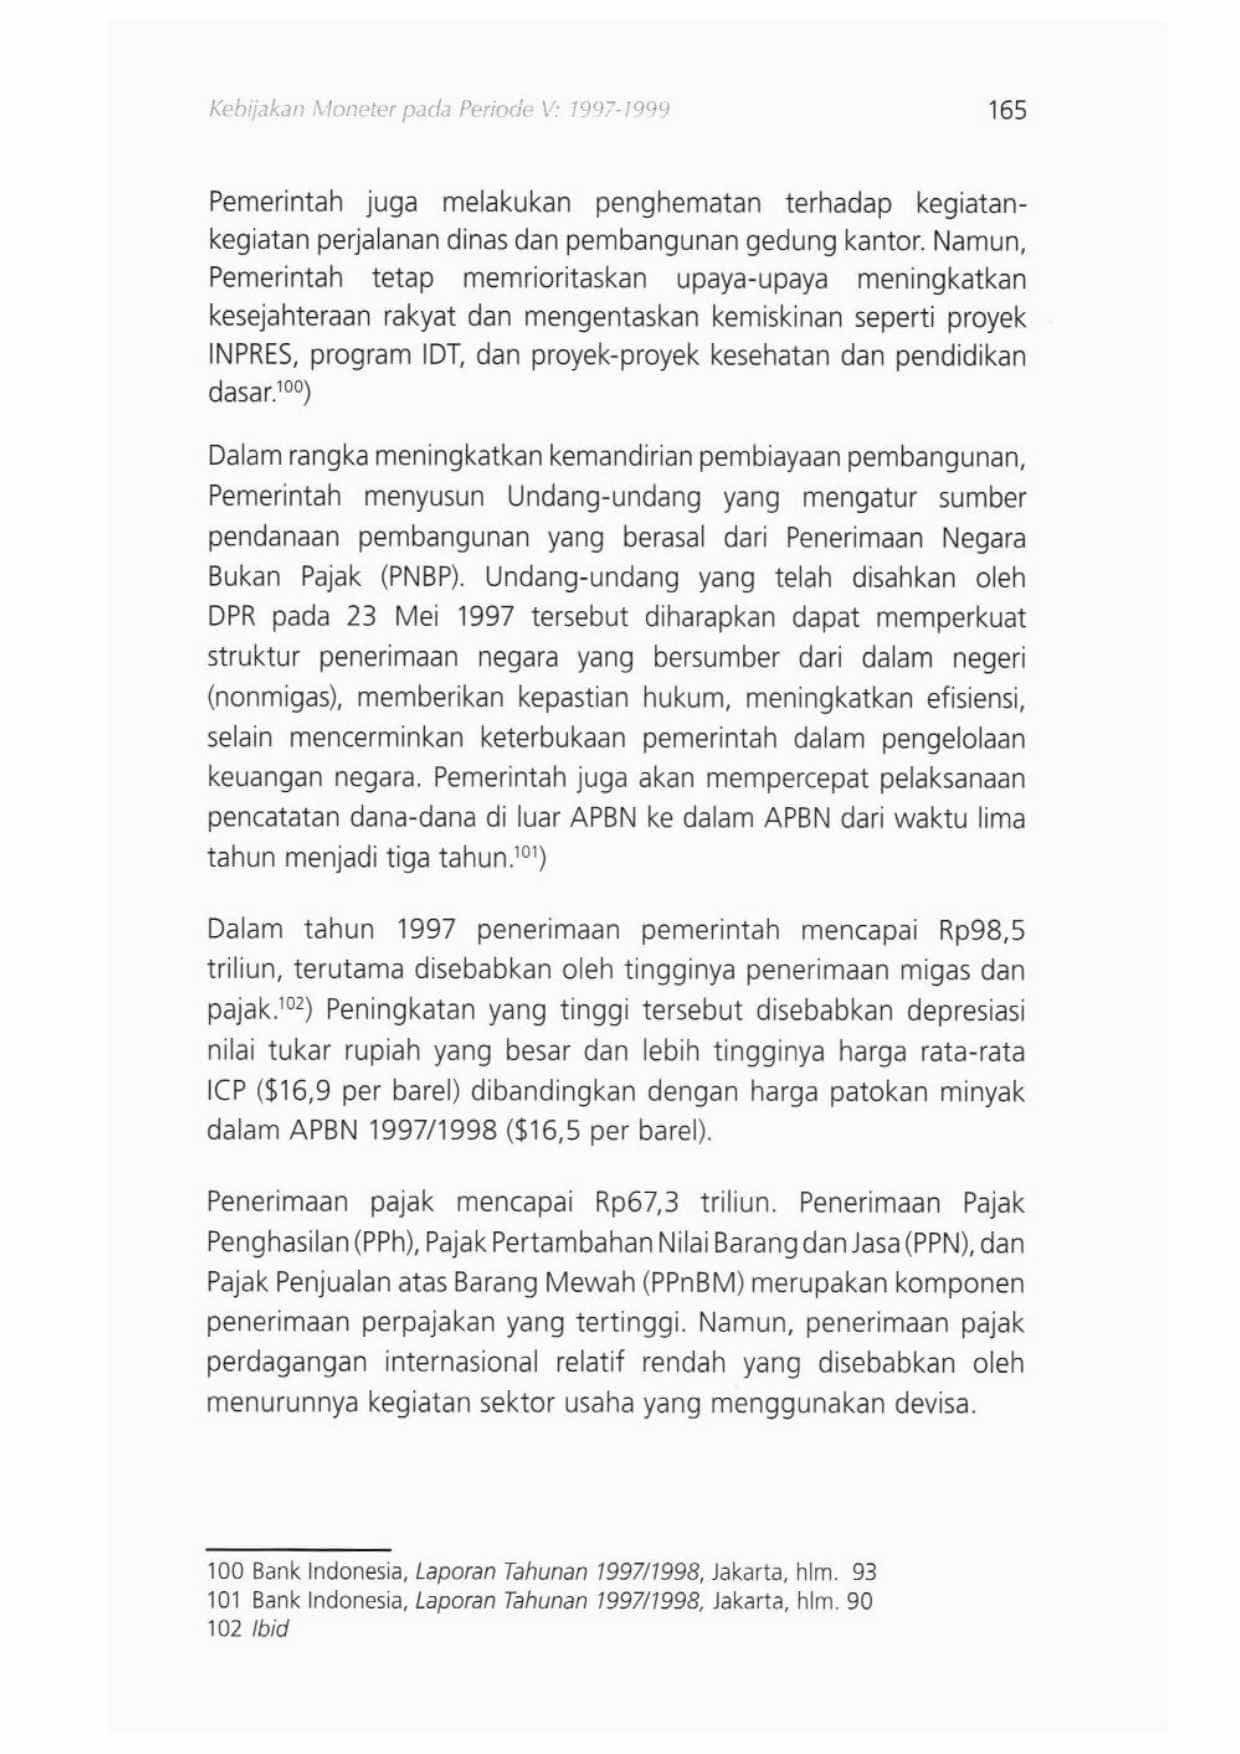 Kebijakan Moneter pada Periode V: 1997-1999 165
Pemerintah juga melakukan penghematan terhadap kegiatan-
kegiatan perjalanan dinas dan pembangunan gedung kantor. Namun,
Pemerintah tetap memrioritaskan upaya-upaya meningkatkan
kesejahteraan rakyat dan mengentaskan kemiskinan seperti proyek
INPRES, program IDT, dan proyek-proyek kesehatan dan pendidikan
dasar.¹⁰⁰)
Dalam rangka meningkatkan kemandirian pembiayaan pembangunan,
Pemerintah menyusun Undang-undang yang mengatur sumber
pendanaan pembangunan yang berasal dari Penerimaan Negara
Bukan Pajak (PNBP). Undang-undang yang telah disahkan oleh
DPR pada 23 Mei 1997 tersebut diharapkan dapat memperkuat
struktur penerimaan negara yang bersumber dari dalam negeri
(nonmigas), memberikan kepastian hukum, meningkatkan efisiensi,
selain mencerminkan keterbukaan pemerintah dalam pengelolaan
keuangan negara. Pemerintah juga akan mempercepat pelaksanaan
pencatatan dana-dana di luar APBN ke dalam APBN dari waktu lima
tahun menjadi tiga tahun.¹⁰¹)
Dalam tahun 1997 penerimaan pemerintah mencapai Rp98,5
triliun, terutama disebabkan oleh tingginya penerimaan migas dan
pajak.¹⁰²) Peningkatan yang tinggi tersebut disebabkan depresiasi
nilai tukar rupiah yang besar dan lebih tingginya harga rata-rata
ICP ($16,9 per barel) dibandingkan dengan harga patokan minyak
dalam APBN 1997/1998 ($16,5 per barel).
Penerimaan pajak mencapai Rp67,3 triliun. Penerimaan Pajak
Penghasilan (PPh), Pajak Pertambahan Nilai Barang dan Jasa (PPN), dan
Pajak Penjualan atas Barang Mewah (PPnBM) merupakan komponen
penerimaan perpajakan yang tertinggi. Namun, penerimaan pajak
perdagangan internasional relatif rendah yang disebabkan oleh
menurunnya kegiatan sektor usaha yang menggunakan devisa.
100 Bank Indonesia, Laporan Tahunan 1997/1998, Jakarta, hlm. 93
101 Bank Indonesia, Laporan Tahunan 1997/1998, Jakarta, hlm. 90
102 Ibid